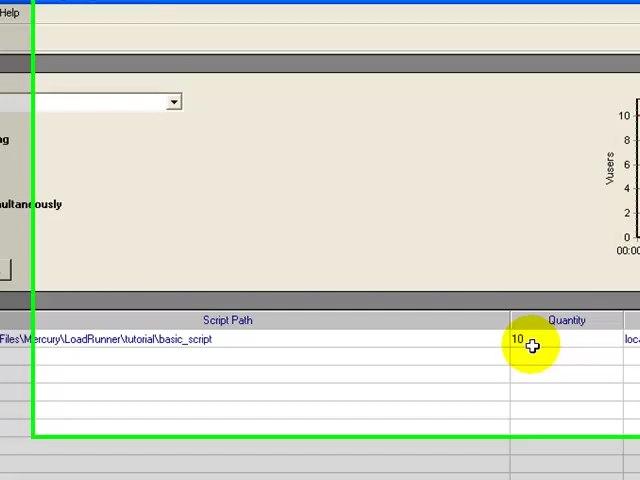 Help
ng
10
8
6
4
2
0
Vusers
00:00
ultaneously
Script Path
Quantity
Files\Mercury\LoadRunner\tutorial\basic_script
10
loc